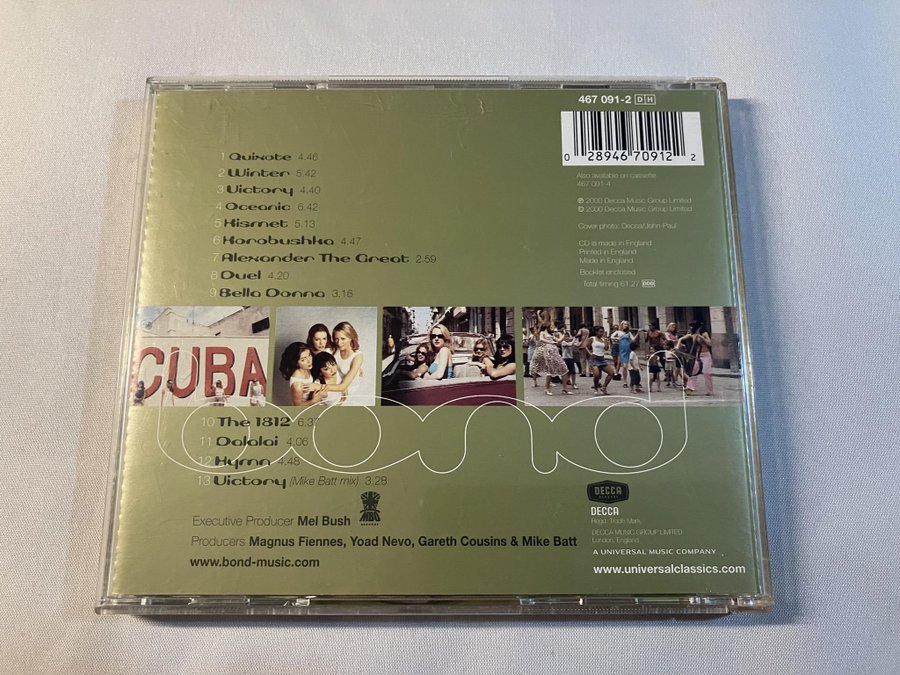 467 091-2 DH
0 28946 70912 2
Also available on cassette
467 091-4
℗ 2000 Decca Music Group Limited
© 2000 Decca Music Group Limited
Cover photo: Decca/John-Paul
CD is made in England
Printed in England
Made in England
Booklet enclosed
Total timing 61.27 DDD
1 Quixote 4.46
2 Winter 5.42
3 Victory 4.40
4 Oceanic 5.42
5 Kismet 5.13
6 Korobushka 4.47
7 Alexander The Great 2.59
8 Duel 4.20
9 Bella Donna 3.16
CUBA
bond
10 The 1812 6.37
11 Dalalai 4.06
12 Hymn 4.48
13 Victory (Mike Batt mix) 3.28
Executive Producer Mel Bush
MBO
Producers Magnus Fiennes, Yoad Nevo, Gareth Cousins & Mike Batt
www.bond-music.com
DECCA
DECCA
Regd. Trade Mark
DECCA MUSIC GROUP LIMITED
London, England
A UNIVERSAL MUSIC COMPANY
www.universalclassics.com